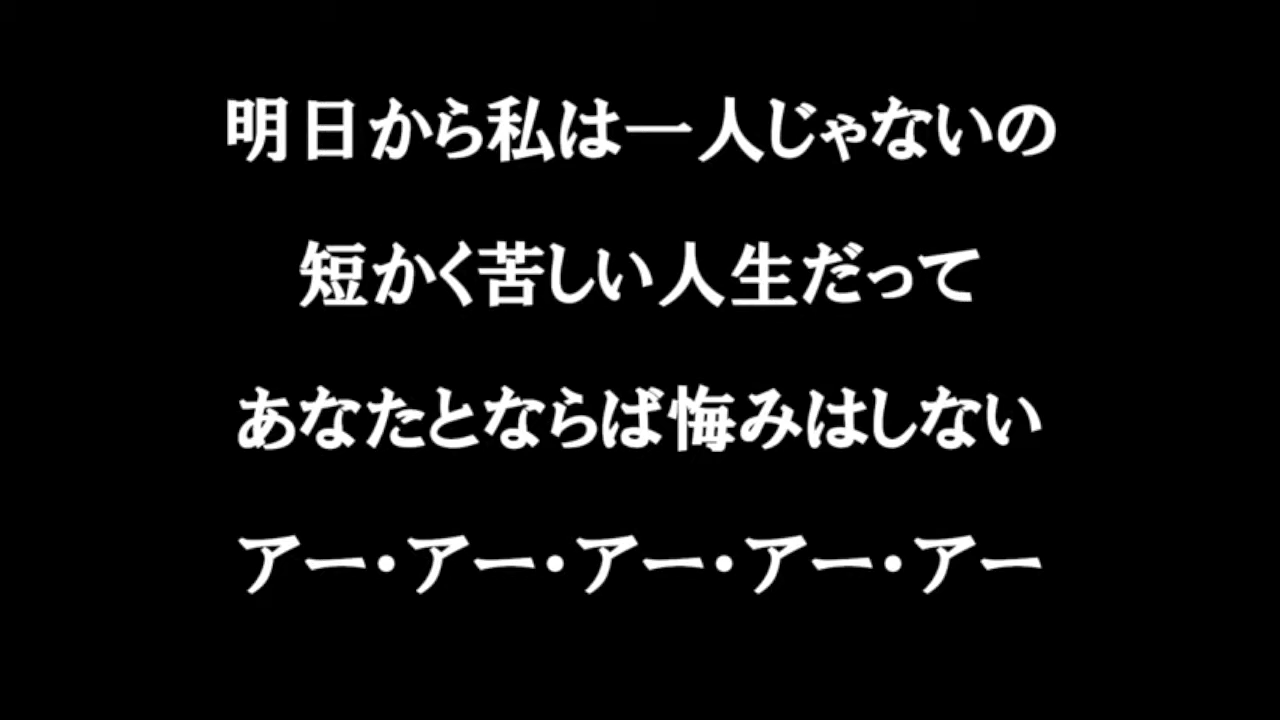 明日から私は一人じゃないの
短かく苦しい人生だって
あなたとならば悔みはしない
アー・アー・アー・アー・アー